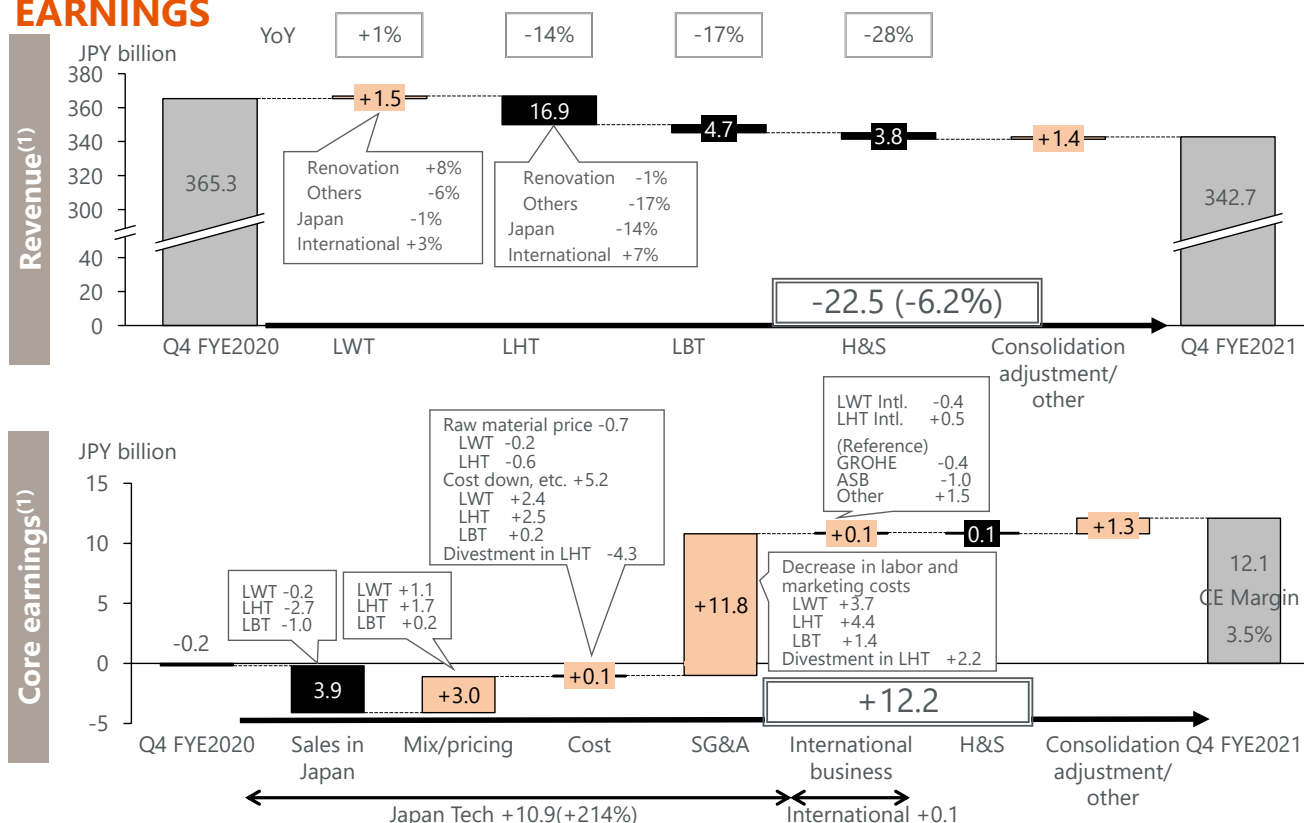 EARNINGS
YoY +1% -14% -17% -28%
Revenue(1)
JPY billion
380
360
340
320
300
40
20
0
365.3
+1.5
16.9
4.7
3.8
+1.4
342.7
Renovation +8%
Others -6%
Japan -1%
International +3%
Renovation -1%
Others -17%
Japan -14%
International +7%
-22.5 (-6.2%)
Q4 FYE2020 LWT LHT LBT H&S Consolidation adjustment/ other Q4 FYE2021
Core earnings(1)
JPY billion
15
10
5
0
-5
-0.2
3.9
+3.0
+0.1
+11.8
+0.1
0.1
+1.3
12.1
CE Margin
3.5%
LWT -0.2
LHT -2.7
LBT -1.0
LWT +1.1
LHT +1.7
LBT +0.2
Raw material price -0.7
LWT -0.2
LHT -0.6
Cost down, etc. +5.2
LWT +2.4
LHT +2.5
LBT +0.2
Divestment in LHT -4.3
Decrease in labor and
marketing costs
LWT +3.7
LHT +4.4
LBT +1.4
Divestment in LHT +2.2
LWT Intl. -0.4
LHT Intl. +0.5
(Reference)
GROHE -0.4
ASB -1.0
Other +1.5
+12.2
Q4 FYE2020 Sales in Japan Mix/pricing Cost SG&A International business H&S Consolidation adjustment/ other Q4 FYE2021
Japan Tech +10.9(+214%) International +0.1